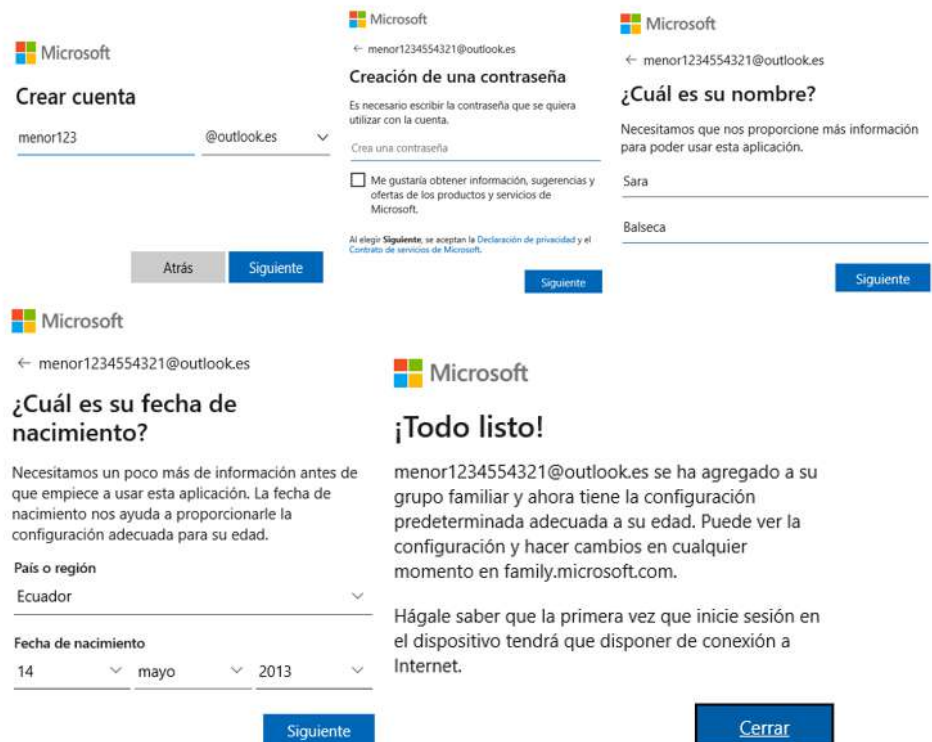 Microsoft
Crear cuenta
menor123 @outlook.es
Atrás Siguiente
Microsoft
← menor1234554321@outlook.es
Creación de una contraseña
Es necesario escribir la contraseña que se quiera
utilizar con la cuenta.
Crea una contraseña
Me gustaría obtener información, sugerencias y
ofertas de los productos y servicios de
Microsoft.
Al elegir Siguiente, se aceptan la Declaración de privacidad y el
Contrato de servicios de Microsoft.
Siguiente
Microsoft
← menor1234554321@outlook.es
¿Cuál es su nombre?
Necesitamos que nos proporcione más información
para poder usar esta aplicación.
Sara
Balseca
Siguiente
Microsoft
← menor1234554321@outlook.es
¿Cuál es su fecha de
nacimiento?
Necesitamos un poco más de información antes de
que empiece a usar esta aplicación. La fecha de
nacimiento nos ayuda a proporcionarle la
configuración adecuada para su edad.
País o región
Ecuador
Fecha de nacimiento
14 mayo 2013
Siguiente
Microsoft
¡Todo listo!
menor1234554321@outlook.es se ha agregado a su
grupo familiar y ahora tiene la configuración
predeterminada adecuada a su edad. Puede ver la
configuración y hacer cambios en cualquier
momento en family.microsoft.com.
Hágale saber que la primera vez que inicie sesión en
el dispositivo tendrá que disponer de conexión a
Internet.
Cerrar